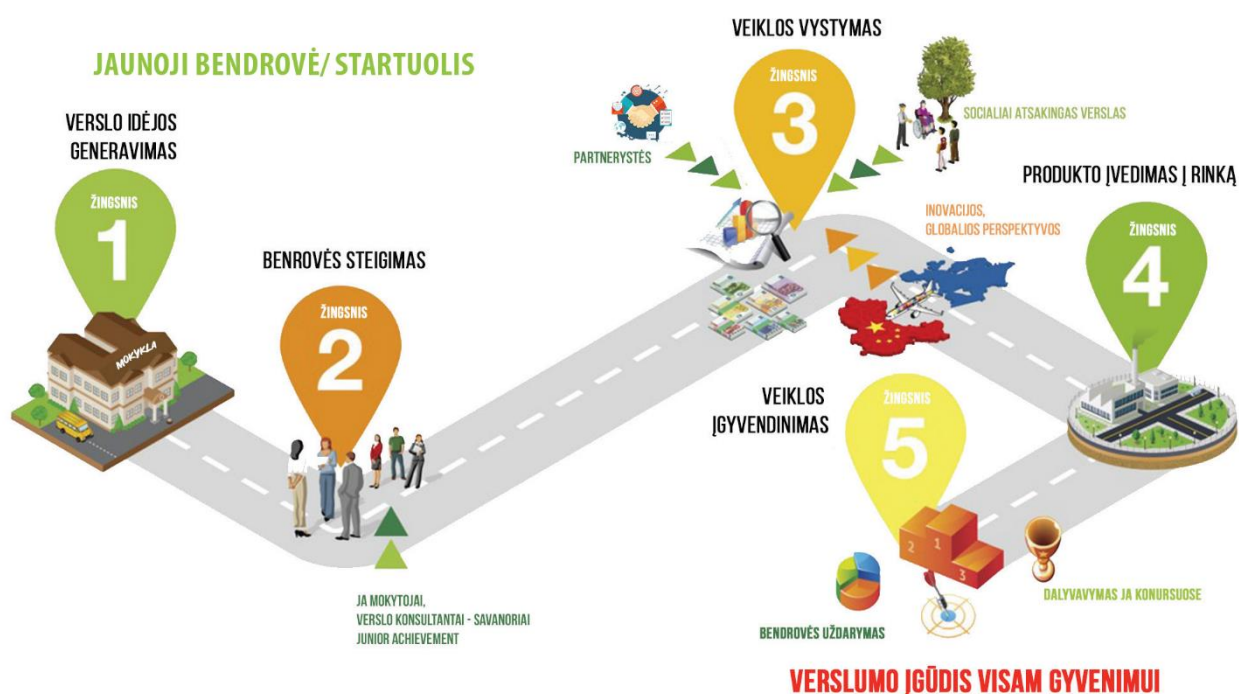 JAUNOJI BENDROVĖ/ STARTUOLIS
VERSLO IDĖJOS
GENERAVIMAS
ŽINGSNIS
1
MOKYKLA
BENROVĖS STEIGIMAS
ŽINGSNIS
2
JA MOKYTOJAI,
VERSLO KONSULTANTAI - SAVANORIAI
JUNIOR ACHIEVEMENT
VEIKLOS VYSTYMAS
ŽINGSNIS
3
PARTNERYSTĖS
SOCIALIAI ATSAKINGAS VERSLAS
INOVACIJOS,
GLOBALIOS PERSPEKTYVOS
PRODUKTO ĮVEDIMAS Į RINKĄ
ŽINGSNIS
4
VEIKLOS
ĮGYVENDINIMAS
ŽINGSNIS
5
2
1
3
BENDROVĖS UŽDARYMAS
DALYVAVYMAS JA KONURSUOSE
VERSLUMO ĮGŪDIS VISAM GYVENIMUI